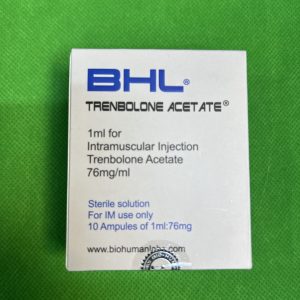 BHL®
TRENBOLONE ACETATE®
1ml for
Intramuscular Injection
Trenbolone Acetate
76mg/ml
Sterile solution
For IM use only
10 Ampules of 1ml:76mg
www.biohumanlabs.com